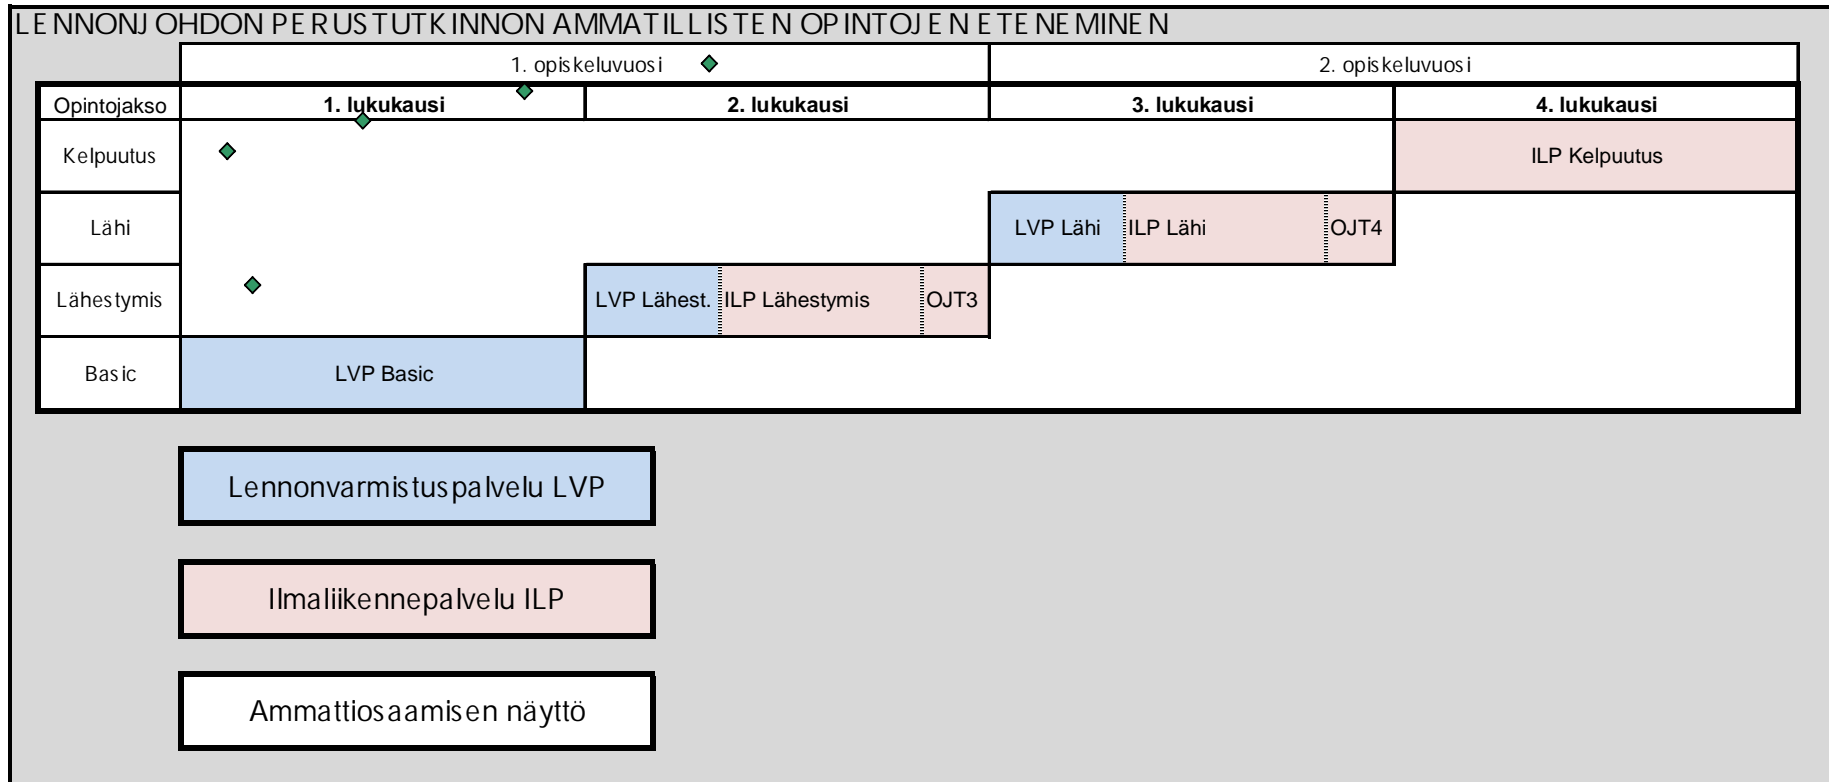 LENNONJOHDON PERUSTUTKINNON AMMATILLISTEN OPINTOJEN ETENEMINEN
1. opiskeluvuosi 2. opiskeluvuosi
Opintojakso 1. lukukausi 2. lukukausi 3. lukukausi 4. lukukausi
Kelpuutus ILP Kelpuutus
Lähi LVP Lähi ILP Lähi OJT4
Lähestymis LVP Lähest. ILP Lähestymis OJT3
Basic LVP Basic
Lennonvarmistuspalvelu LVP
Ilmaliikennepalvelu ILP
Ammattiosaamisen näyttö